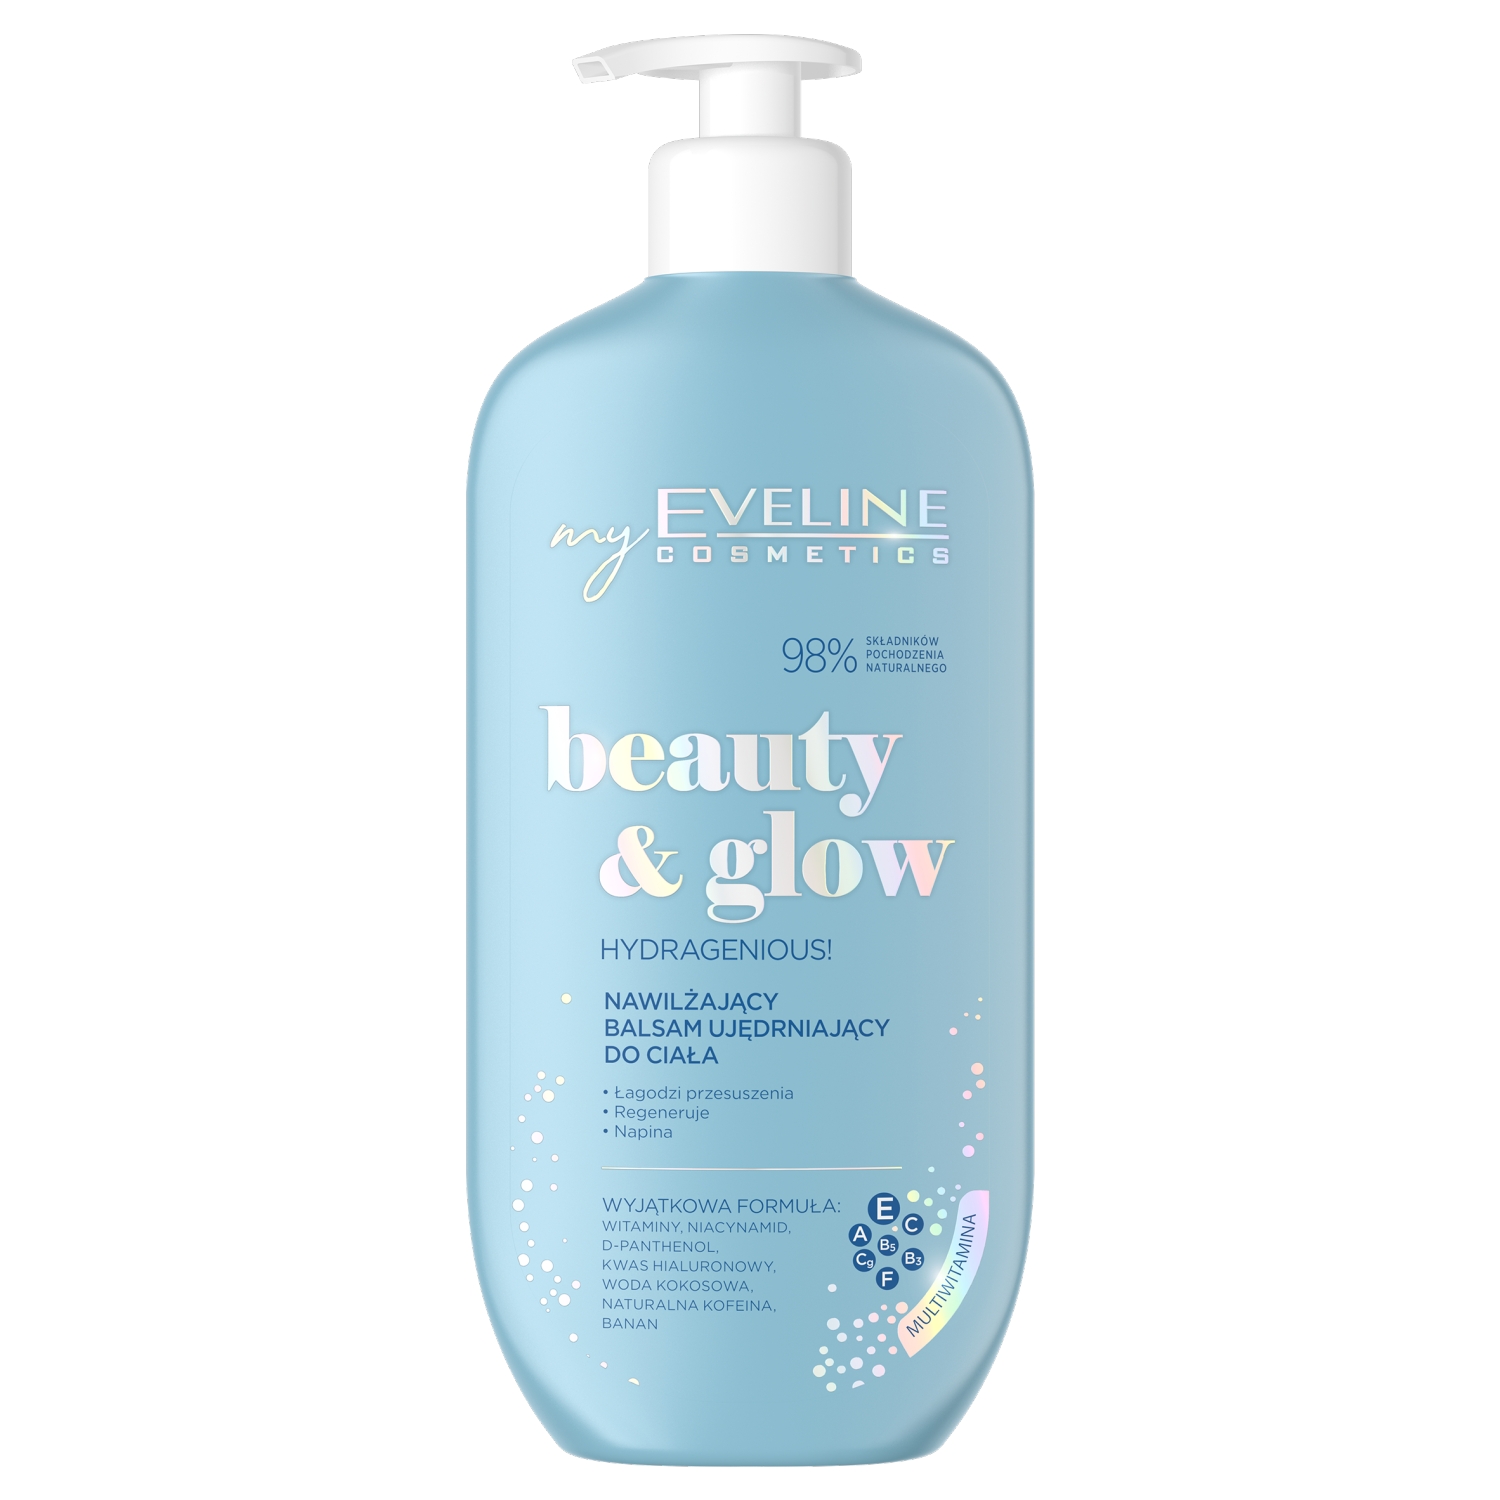 my EVELINE
COSMETICS
98% SKŁADNIKÓW
POCHODZENIA
NATURALNEGO
beauty
& glow
HYDRAGENIOUS!
NAWILŻAJĄCY
BALSAM UJĘDRNIAJĄCY
DO CIAŁA
• Łagodzi przesuszenia
• Regeneruje
• Napina
WYJĄTKOWA FORMUŁA:
WITAMINY, NIACYNAMID,
D-PANTHENOL,
KWAS HIALURONOWY,
WODA KOKOSOWA,
NATURALNA KOFEINA,
BANAN
E
C
A
B5
B3
Cg
F
MULTIWITAMINA